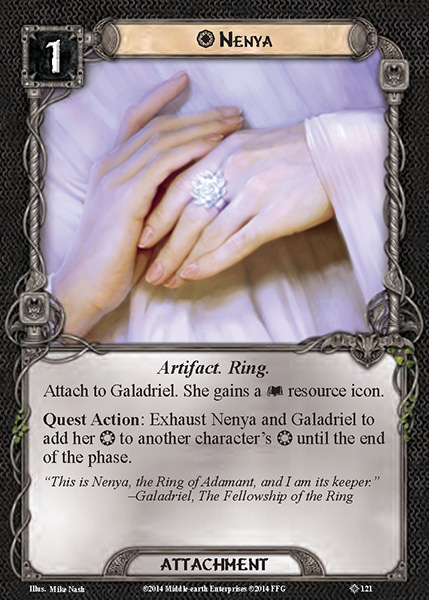 1
Nenya
Artifact. Ring.
Attach to Galadriel. She gains a resource icon.
Quest Action: Exhaust Nenya and Galadriel to
add her to another character's until the end
of the phase.
"This is Nenya, the Ring of Adamant, and I am its keeper."
–Galadriel, The Fellowship of the Ring
ATTACHMENT
Illus. Mike Nash
©2014 Middle-earth Enterprises ©2014 FFG
121